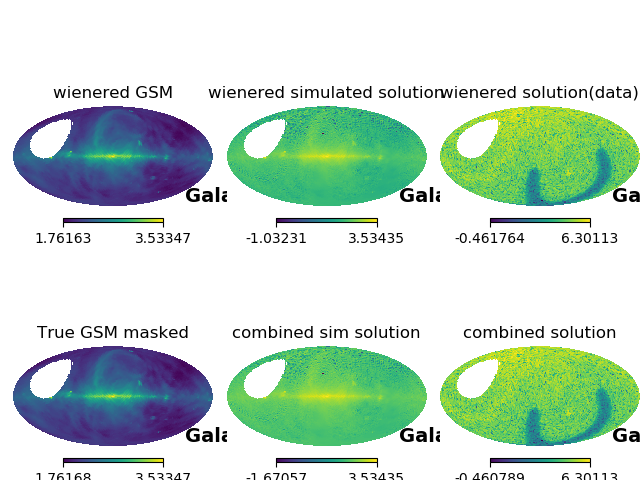 wienered GSM
wienered simulated solution
wienered solution(data)
Gala
Gala
Ga
1.76163 3.53347
-1.03231 3.53435
-0.461764 6.30113
True GSM masked
combined sim solution
combined solution
Gala
Gala
Ga
1.76168 3.53347
-1.67057 3.53435
-0.460789 6.30113